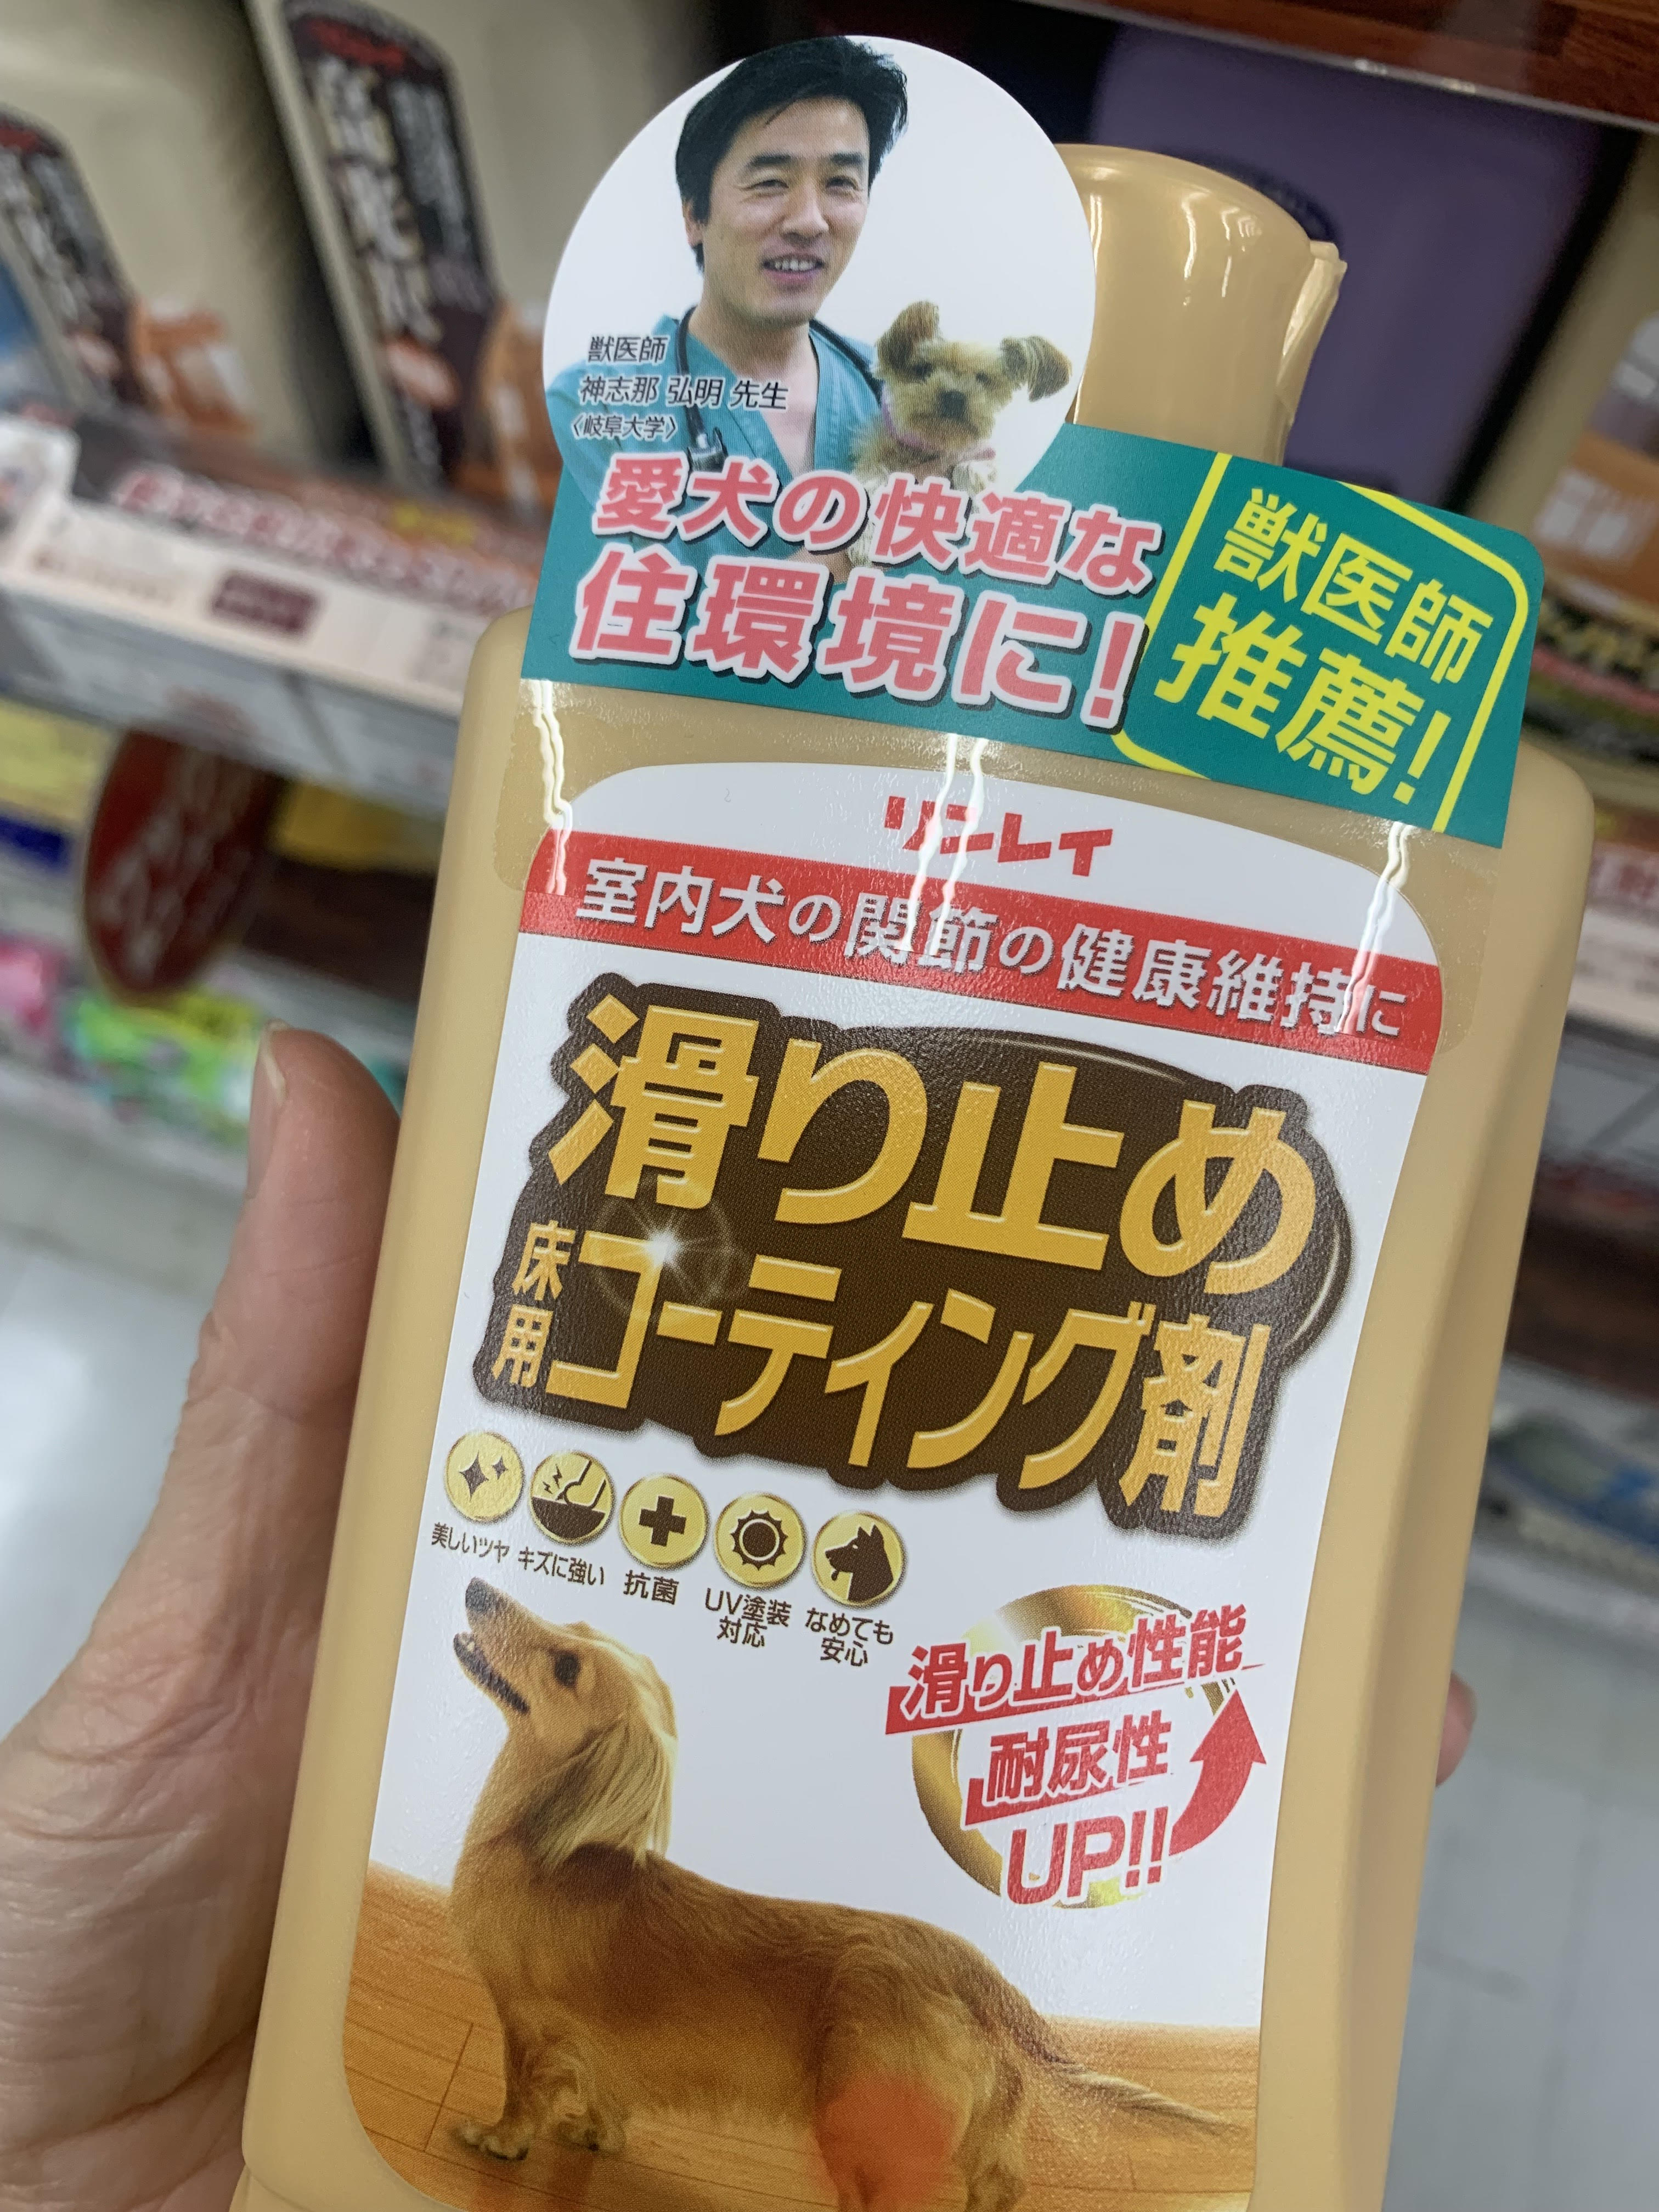 獣医師
神志那 弘明 先生
〈岐阜大学〉
愛犬の快適な
住環境に!
獣医師
推薦!
リンレイ
室内犬の関節の健康維持に
滑り止め
床用
コーティング剤
美しいツヤ
キズに強い
抗菌
UV塗装
対応
なめても
安心
滑り止め性能
耐尿性
UP!!